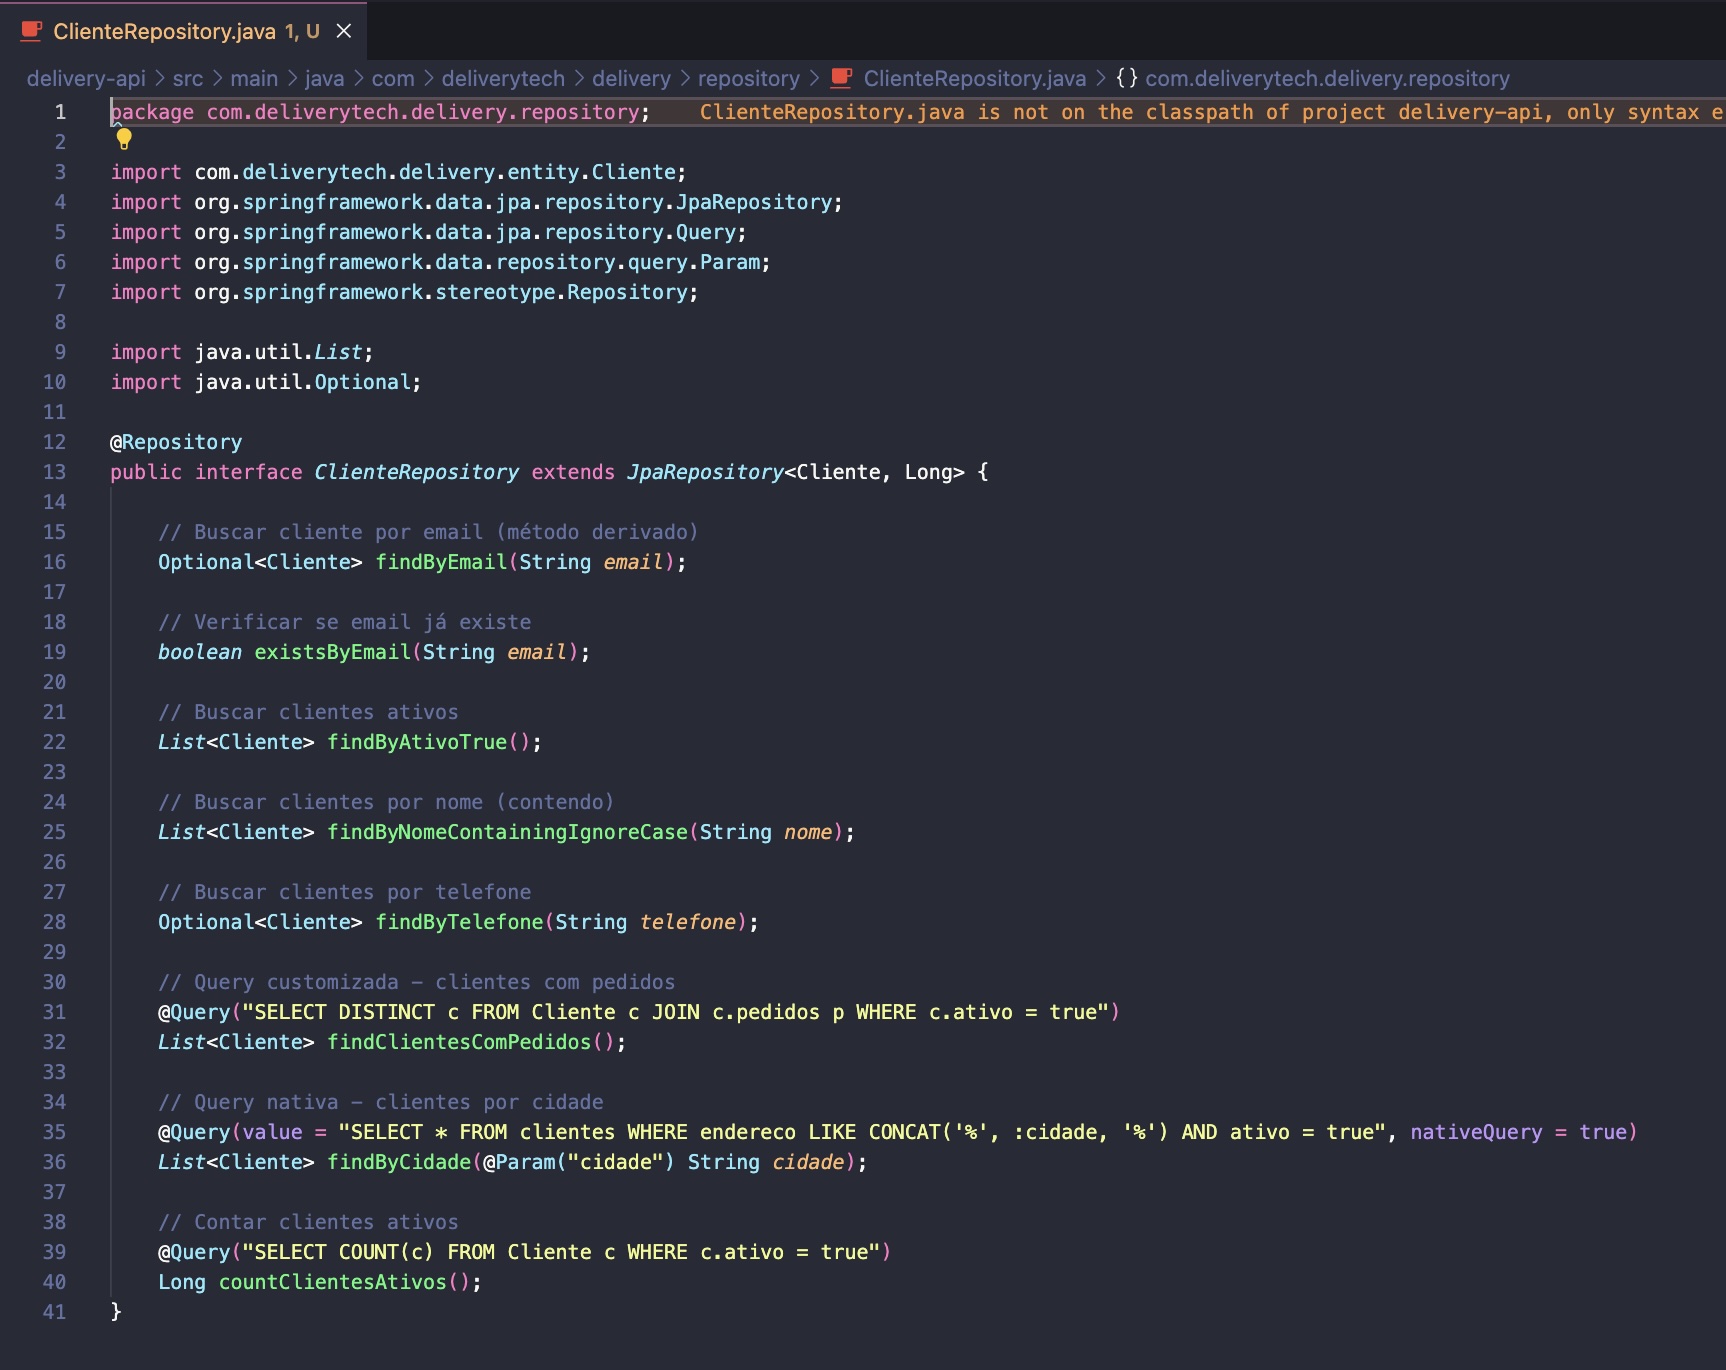 ClienteRepository.java 1, U
delivery-api > src > main > java > com > deliverytech > delivery > repository > ClienteRepository.java > {} com.deliverytech.delivery.repository
1 package com.deliverytech.delivery.repository; ClienteRepository.java is not on the classpath of project delivery-api, only syntax e
2
3 import com.deliverytech.delivery.entity.Cliente;
4 import org.springframework.data.jpa.repository.JpaRepository;
5 import org.springframework.data.jpa.repository.Query;
6 import org.springframework.data.repository.query.Param;
7 import org.springframework.stereotype.Repository;
8
9 import java.util.List;
10 import java.util.Optional;
11
12 @Repository
13 public interface ClienteRepository extends JpaRepository<Cliente, Long> {
14
15 // Buscar cliente por email (método derivado)
16 Optional<Cliente> findByEmail(String email);
17
18 // Verificar se email já existe
19 boolean existsByEmail(String email);
20
21 // Buscar clientes ativos
22 List<Cliente> findByAtivoTrue();
23
24 // Buscar clientes por nome (contendo)
25 List<Cliente> findByNomeContainingIgnoreCase(String nome);
26
27 // Buscar clientes por telefone
28 Optional<Cliente> findByTelefone(String telefone);
29
30 // Query customizada - clientes com pedidos
31 @Query("SELECT DISTINCT c FROM Cliente c JOIN c.pedidos p WHERE c.ativo = true")
32 List<Cliente> findClientesComPedidos();
33
34 // Query nativa - clientes por cidade
35 @Query(value = "SELECT * FROM clientes WHERE endereco LIKE CONCAT('%', :cidade, '%') AND ativo = true", nativeQuery = true)
36 List<Cliente> findByCidade(@Param("cidade") String cidade);
37
38 // Contar clientes ativos
39 @Query("SELECT COUNT(c) FROM Cliente c WHERE c.ativo = true")
40 Long countClientesAtivos();
41 }